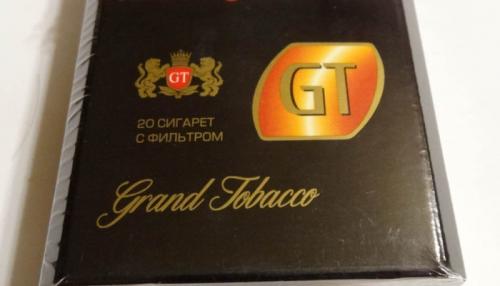 GT
GT
20 СИГАРЕТ
С ФИЛЬТРОМ
Grand Tobacco